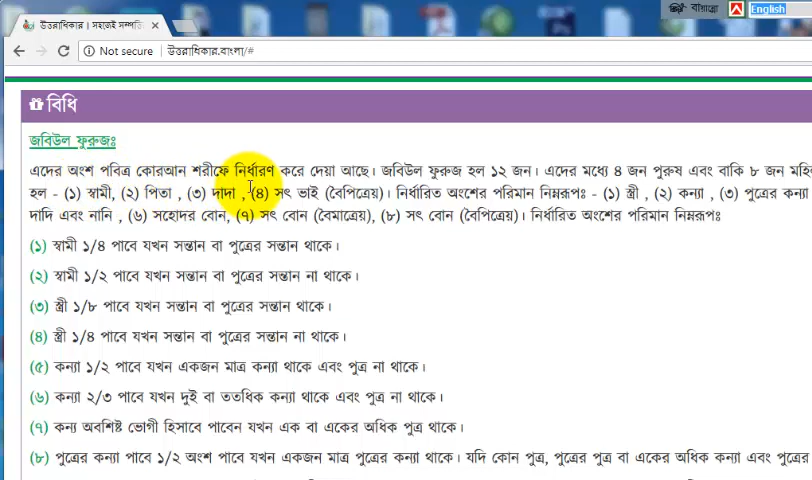 উত্তরাধিকার । সহজেই সম্পত্তি
English
Not secure
উত্তরাধিকার.বাংলা/#
বিধি
জবিউল ফুরুজঃ
এদের অংশ পবিত্র কোরআন শরীফে নির্ধারণ করে দেয়া আছে। জবিউল ফুরুজ হল ১২ জন। এদের মধ্যে ৪ জন পুরুষ এবং বাকি ৮ জন
হল - (১) স্বামী, (২) পিতা , (৩) দাদা , (৪) সৎ ভাই (বৈপিত্রেয়)। নির্ধারিত অংশের পরিমান নিম্নরূপঃ - (১) স্ত্রী , (২) কন্যা , (৩) পুত্রের কন্যা
দাদি এবং নানি , (৬) সহোদর বোন, (৭) সৎ বোন (বৈমাত্রেয়), (৮) সৎ বোন (বৈপিত্রেয়)। নির্ধারিত অংশের পরিমান নিম্নরূপঃ
(১) স্বামী ১/৪ পাবে যখন সন্তান বা পুত্রের সন্তান থাকে।
(২) স্বামী ১/২ পাবে যখন সন্তান বা পুত্রের সন্তান না থাকে।
(৩) স্ত্রী ১/৮ পাবে যখন সন্তান বা পুত্রের সন্তান থাকে।
(৪) স্ত্রী ১/৪ পাবে যখন সন্তান বা পুত্রের সন্তান না থাকে।
(৫) কন্যা ১/২ পাবে যখন একজন মাত্র কন্যা থাকে এবং পুত্র না থাকে।
(৬) কন্যা ২/৩ পাবে যখন দুই বা ততধিক কন্যা থাকে এবং পুত্র না থাকে।
(৭) কন্য অবশিষ্ট ভোগী হিসাবে পাবেন যখন এক বা একের অধিক পুত্র থাকে।
(৮) পুত্রের কন্যা পাবে ১/২ অংশ পাবে যখন একজন মাত্র পুত্রের কন্যা থাকে। যদি কোন পুত্র, পুত্রের পুত্র বা একের অধিক কন্যা এবং পুত্রের